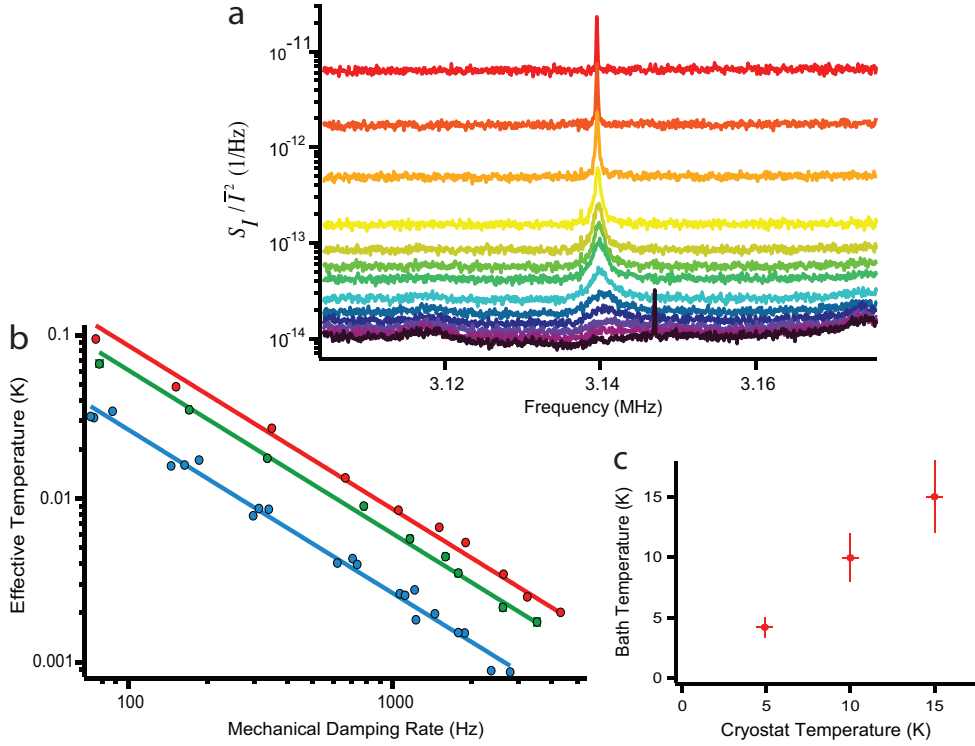 a
10⁻¹¹
10⁻¹²
10⁻¹³
10⁻¹⁴
S_I / I̅ ² (1/Hz)
3.12
3.14
3.16
Frequency (MHz)
b
0.1
0.01
0.001
Effective Temperature (K)
100
1000
Mechanical Damping Rate (Hz)
c
15
10
5
0
Bath Temperature (K)
0
5
10
15
Cryostat Temperature (K)